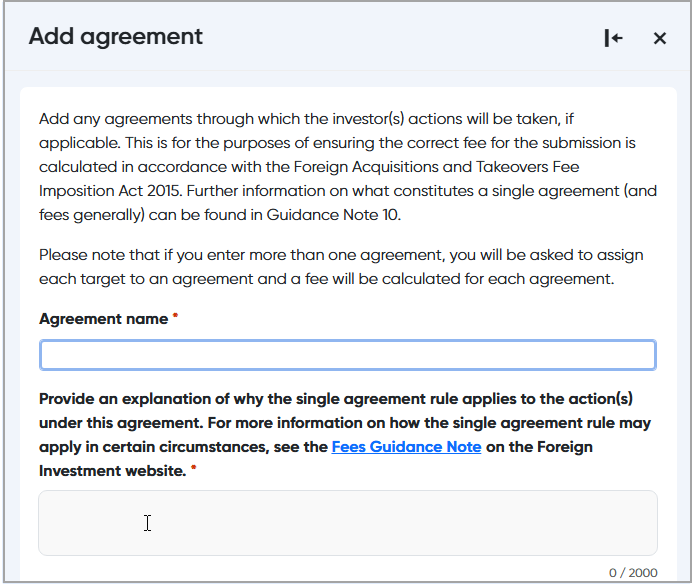 Add agreement
Add any agreements through which the investor(s) actions will be taken, if
applicable. This is for the purposes of ensuring the correct fee for the submission is
calculated in accordance with the Foreign Acquisitions and Takeovers Fee
Imposition Act 2015. Further information on what constitutes a single agreement (and
fees generally) can be found in Guidance Note 10.
Please note that if you enter more than one agreement, you will be asked to assign
each target to an agreement and a fee will be calculated for each agreement.
Agreement name *
Provide an explanation of why the single agreement rule applies to the action(s)
under this agreement. For more information on how the single agreement rule may
apply in certain circumstances, see the Fees Guidance Note on the Foreign
Investment website. *
0 / 2000